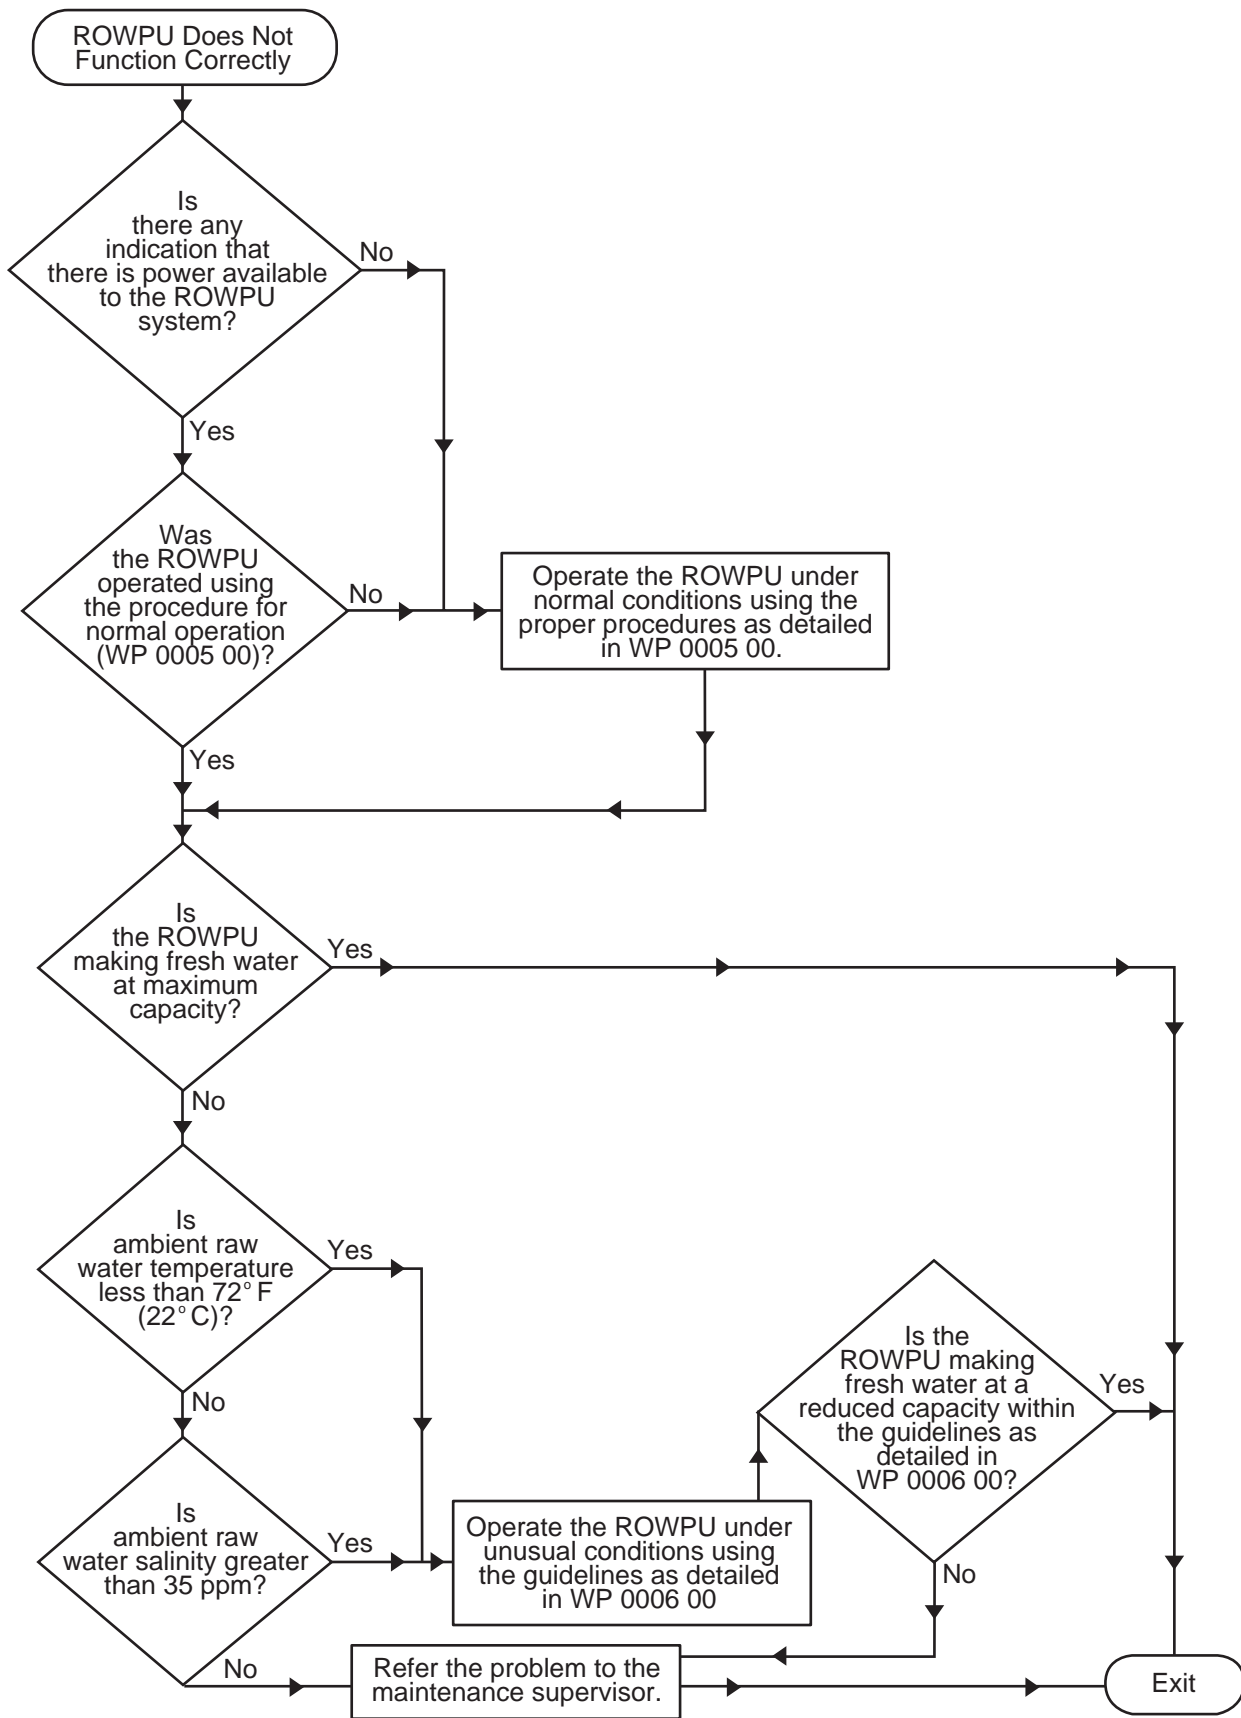 ROWPU Does Not
Function Correctly
Is
there any
indication that
there is power available
to the ROWPU
system?
No
Yes
Was
the ROWPU
operated using
the procedure for
normal operation
(WP 0005 00)?
No
Operate the ROWPU under
normal conditions using the
proper procedures as detailed
in WP 0005 00.
Yes
Is
the ROWPU
making fresh water
at maximum
capacity?
Yes
No
Is
ambient raw
water temperature
less than 72° F
(22° C)?
Yes
No
Is the
ROWPU making
fresh water at a
reduced capacity within
the guidelines as
detailed in
WP 0006 00?
Yes
No
Is
ambient raw
water salinity greater
than 35 ppm?
Yes
Operate the ROWPU under
unusual conditions using
the guidelines as detailed
in WP 0006 00
No
Refer the problem to the
maintenance supervisor.
Exit